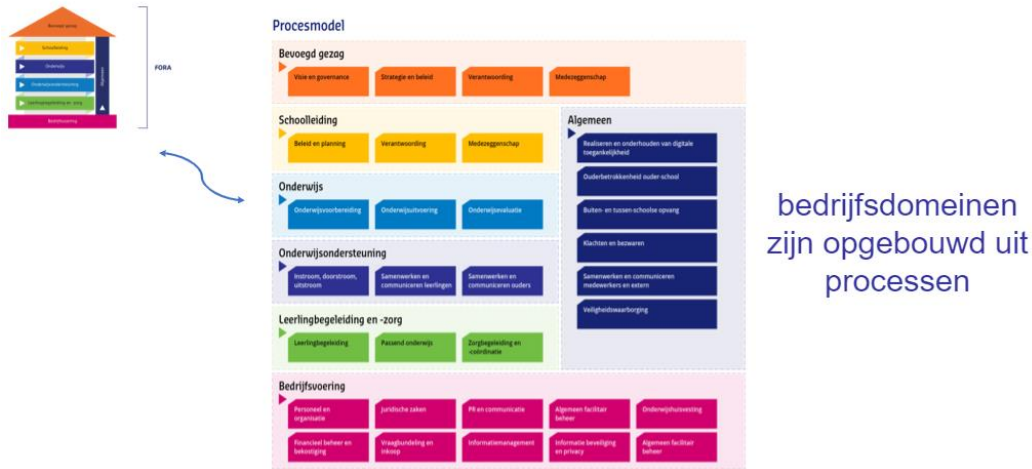 Bevoegd gezag
Schoolleiding
Onderwijs
Onderwijsondersteuning
Leerlingbegeleiding en -zorg
Bedrijfsvoering
Algemeen
FORA
Procesmodel
Bevoegd gezag
Visie en governance
Strategie en beleid
Verantwoording
Medezeggenschap
Schoolleiding
Beleid en planning
Verantwoording
Medezeggenschap
Onderwijs
Onderwijsvoorbereiding
Onderwijsuitvoering
Onderwijsevaluatie
Onderwijsondersteuning
Instroom, doorstroom,
uitstroom
Samenwerken en
communiceren leerlingen
Samenwerken en
communiceren ouders
Leerlingbegeleiding en -zorg
Leerlingbegeleiding
Passend onderwijs
Zorgbegeleiding en
-coördinatie
Algemeen
Realiseren en onderhouden van digitale
toegankelijkheid
Ouderbetrokkenheid ouder-school
Buiten- en tussen-schoolse opvang
Klachten en bezwaren
Samenwerken en communiceren
medewerkers en extern
Veiligheidswaarborging
Bedrijfsvoering
Personeel en
organisatie
Juridische zaken
PR en communicatie
Algemeen facilitair
beheer
Onderwijshuisvesting
Financieel beheer en
bekostiging
Vraagbundeling en
inkoop
Informatiemanagement
Informatie beveiliging
en privacy
Algemeen facilitair
beheer
bedrijfsdomeinen
zijn opgebouwd uit
processen